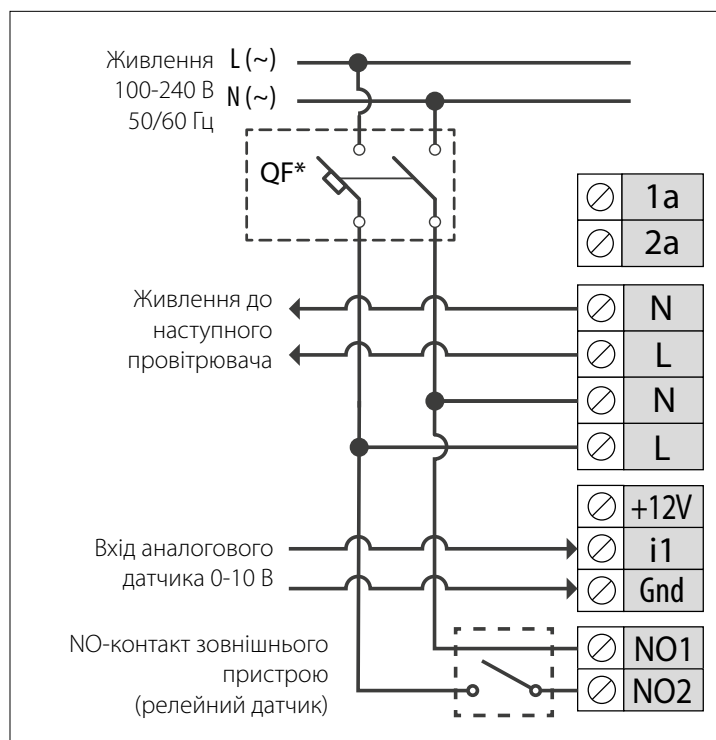 Живлення L (~)
100-240 В N (~)
50/60 Гц
QF*
1a
2a
Живлення до
наступного
провітрювача
N
L
N
L
+12V
Вхід аналогового
датчика 0-10 В
i1
Gnd
NO-контакт зовнішнього
пристрою
(релейний датчик)
NO1
NO2